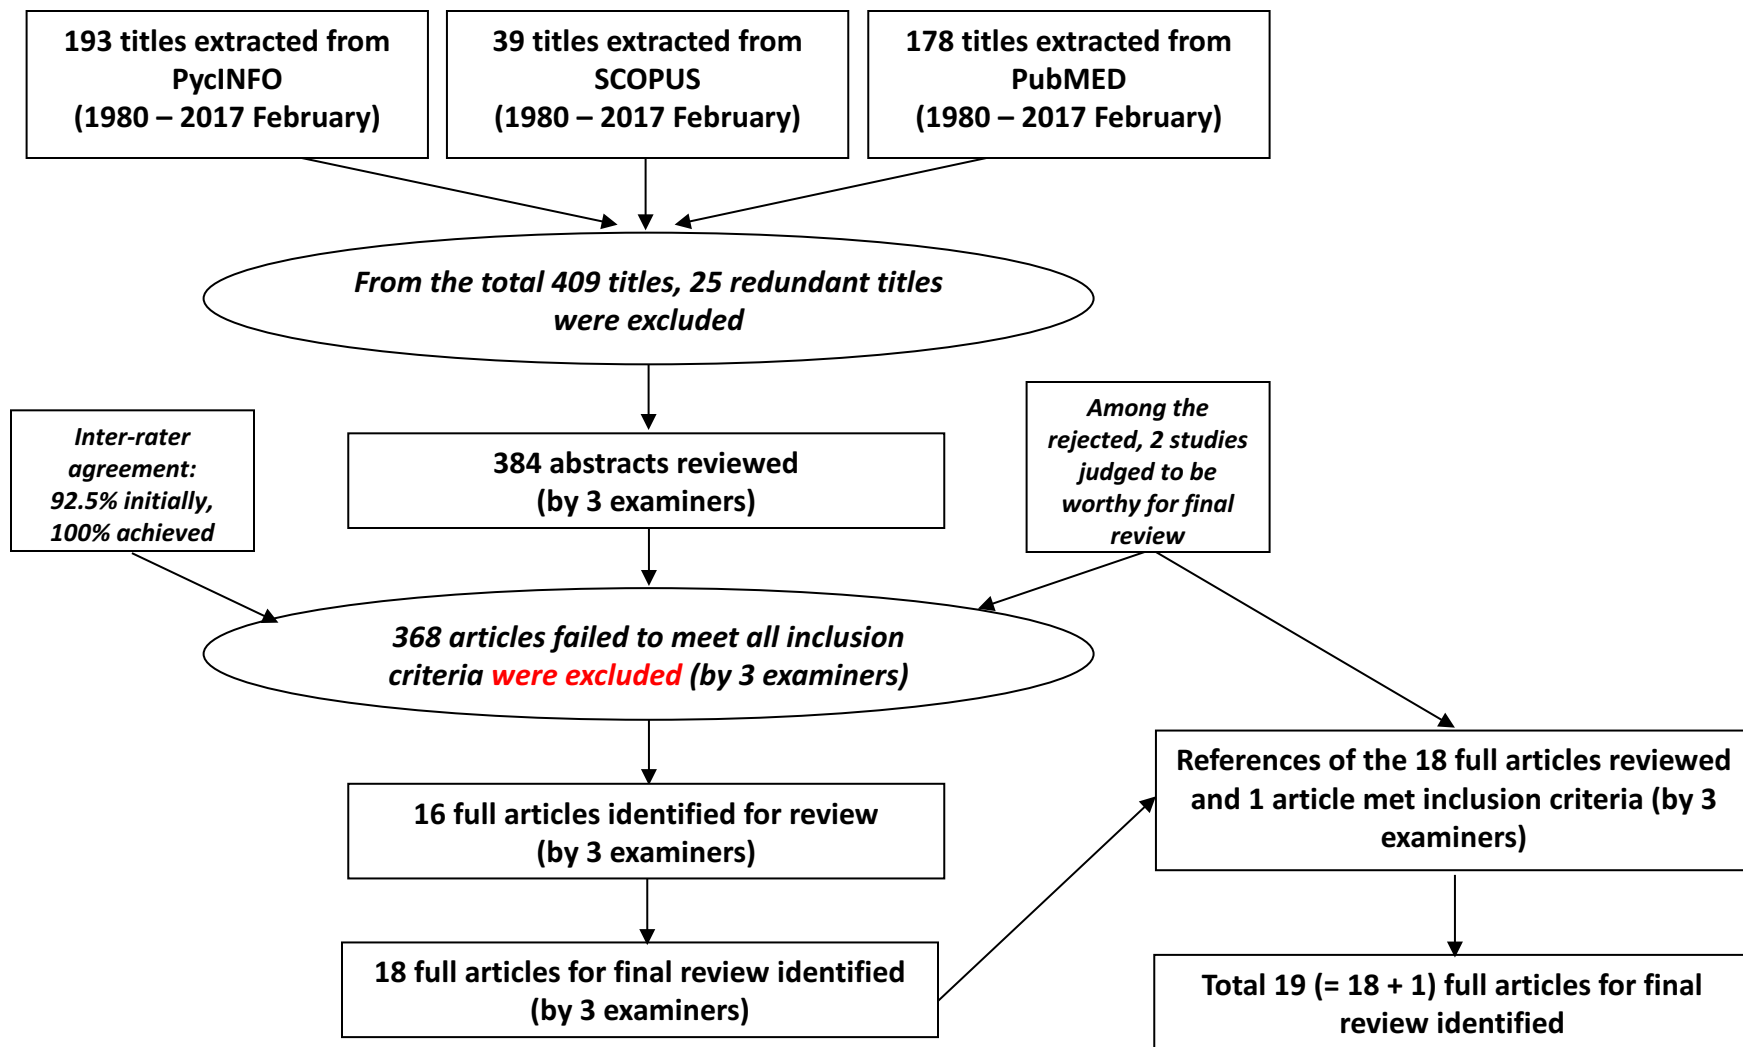 193 titles extracted from
PycINFO
(1980 – 2017 February)
39 titles extracted from
SCOPUS
(1980 – 2017 February)
178 titles extracted from
PubMED
(1980 – 2017 February)
From the total 409 titles, 25 redundant titles
were excluded
Inter-rater
agreement:
92.5% initially,
100% achieved
384 abstracts reviewed
(by 3 examiners)
Among the
rejected, 2 studies
judged to be
worthy for final
review
368 articles failed to meet all inclusion
criteria were excluded (by 3 examiners)
16 full articles identified for review
(by 3 examiners)
References of the 18 full articles reviewed
and 1 article met inclusion criteria (by 3
examiners)
18 full articles for final review identified
(by 3 examiners)
Total 19 (= 18 + 1) full articles for final
review identified